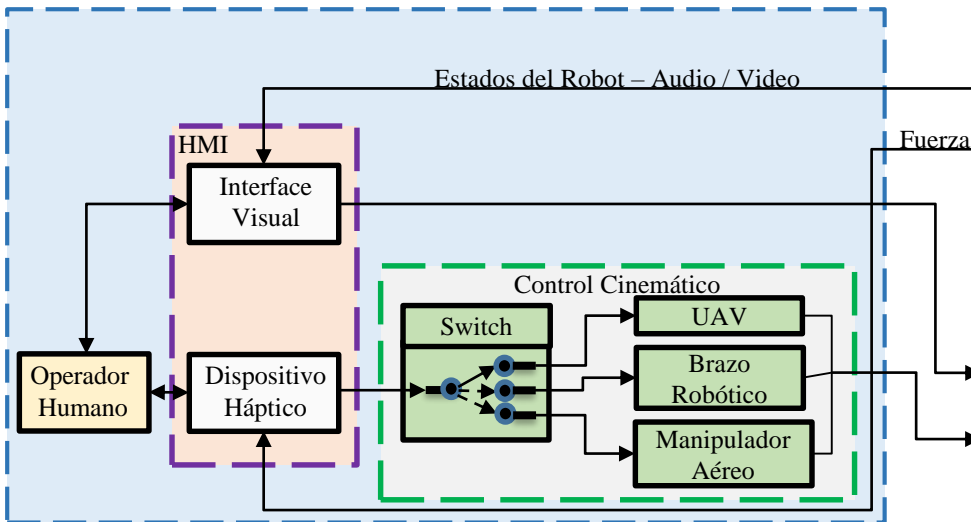 Estados del Robot – Audio / Video
HMI
Fuerza
Interface
Visual
Control Cinemático
Switch
UAV
Operador
Humano
Dispositivo
Háptico
Brazo
Robótico
Manipulador
Aéreo